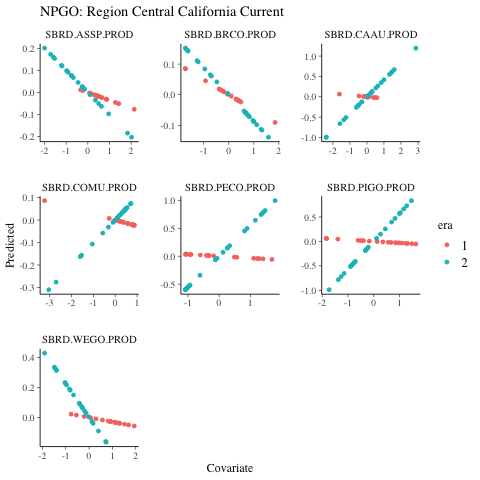 NPGO: Region Central California Current
SBRD.ASSP.PROD
SBRD.BRCO.PROD
SBRD.CAAU.PROD
0.2
0.1
0.0
-0.1
-0.2
-2 -1 0 1 2
0.1
0.0
-0.1
-1 0 1 2
1.0
0.5
0.0
-0.5
-1.0
-2 -1 0 1 2 3
SBRD.COMU.PROD
SBRD.PECO.PROD
SBRD.PIGO.PROD
0.1
0.0
-0.1
-0.2
-0.3
-3 -2 -1 0 1
1.0
0.5
0.0
-0.5
-1 0 1 2
0.5
0.0
-0.5
-1.0
-2 -1 0 1
SBRD.WEGO.PROD
0.4
0.2
0.0
-2 -1 0 1 2
Predicted
Covariate
era
1
2